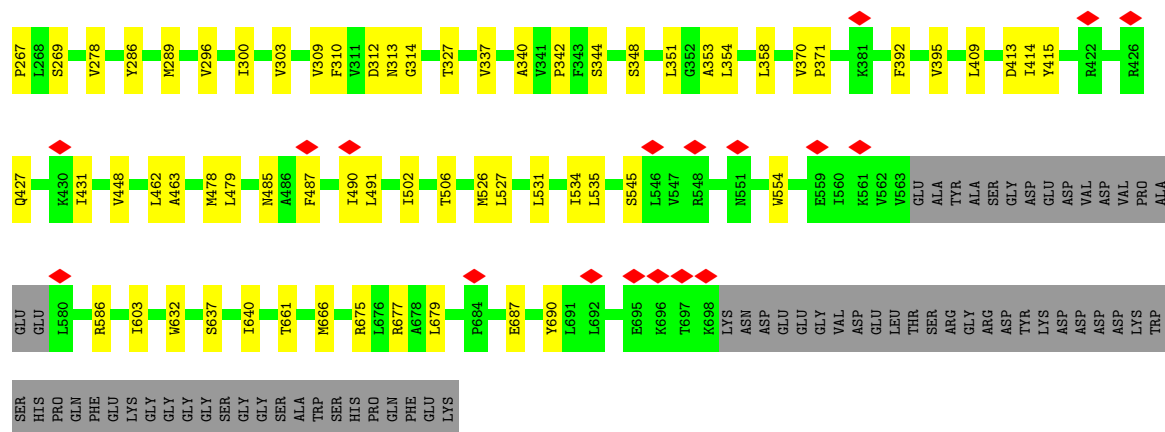 P267 L268 S269 V278 Y286 M289 V296 I300 V303 V309 F310 V311 D312 N313 G314 T327 V337 A340 V341 P342 F343 S344 S348 L351 G352 A353 L354 L358 V370 P371 K381 F392 V395 L409 D413 I414 Y415 R422 R426
Q427 K430 I431 V448 L462 A463 M478 L479 N485 A486 F487 I490 L491 I502 T506 M526 L527 L531 I534 L535 S545 L546 V547 R548 N551 W554 E559 I560 K561 V562 V563 GLU ALA TYR ALA SER GLY ASP GLU ASP VAL ASP VAL PRO ALA
GLU GLU L580 R586 I603 W632 S637 I640 T661 M666 R675 L676 R677 A678 L679 P684 E687 Y690 L691 L692 E695 K696 T697 K698 LYS ASN ASP GLU GLU GLY VAL ASP GLU LEU THR SER ARG GLY ARG ASP TYR LYS ASP ASP ASP ASP LYS TRP
SER HIS PRO GLN PHE GLU LYS GLY GLY GLY SER GLY GLY SER ALA TRP SER HIS PRO GLN PHE GLU LYS